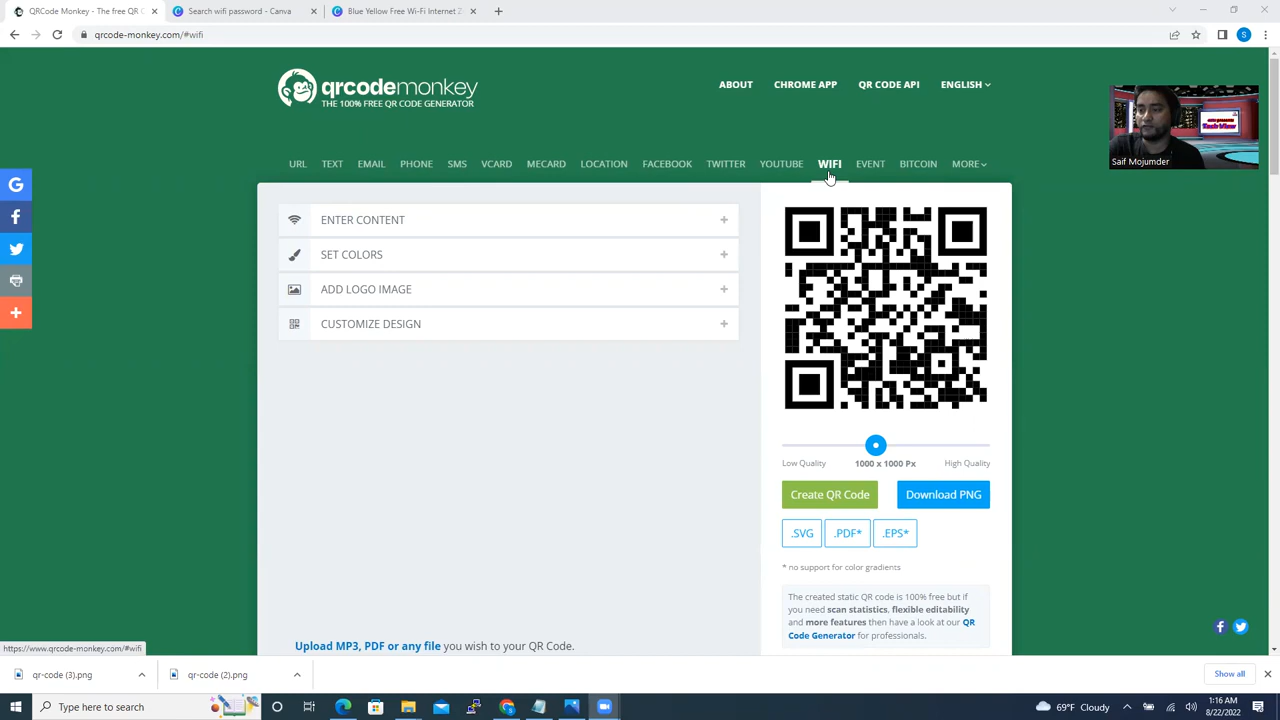 QRCode Monkey - The free QR C
Search wifi password - Canva
Blue Yellow Free Wi-Fi Internet Z
qrcode-monkey.com/#wifi
S
qrcodemonkey
THE 100% FREE QR CODE GENERATOR
ABOUT
CHROME APP
QR CODE API
ENGLISH
Tech View
Saif Mojumder
URL
TEXT
EMAIL
PHONE
SMS
VCARD
MECARD
LOCATION
FACEBOOK
TWITTER
YOUTUBE
WIFI
EVENT
BITCOIN
MORE
ENTER CONTENT
SET COLORS
ADD LOGO IMAGE
CUSTOMIZE DESIGN
Low Quality
1000 x 1000 Px
High Quality
Create QR Code
Download PNG
.SVG
.PDF*
.EPS*
* no support for color gradients
The created static QR code is 100% free but if
you need scan statistics, flexible editability
and more features then have a look at our QR
Code Generator for professionals.
Upload MP3, PDF or any file you wish to your QR Code.
https://www.qrcode-monkey.com/#wifi
qr-code (3).png
qr-code (2).png
Show all
Type here to search
69°F Cloudy
1:16 AM
8/22/2022